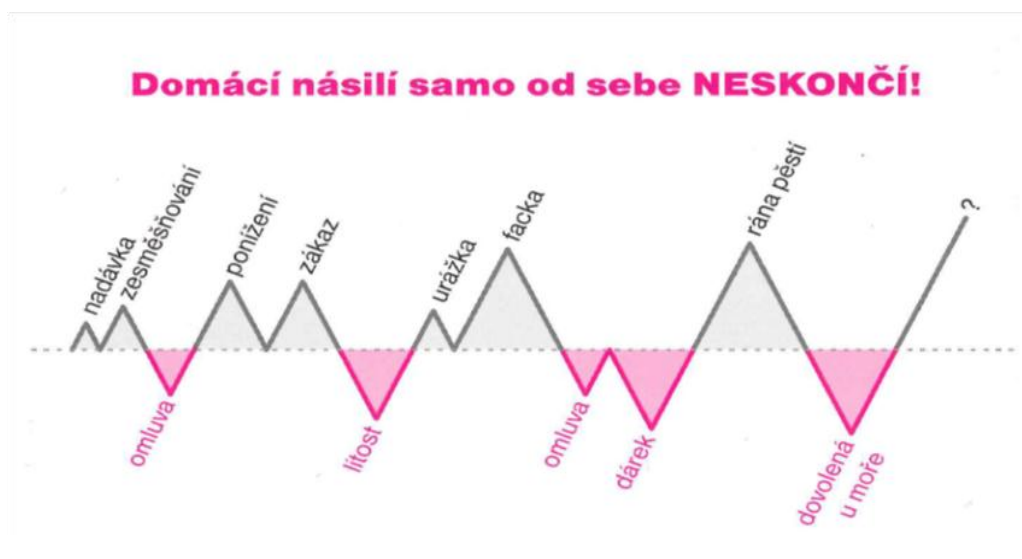 Domácí násilí samo od sebe NESKONČÍ!
nadávka
zesměšňování
omluva
ponížení
zákaz
lítost
urážka
facka
omluva
dárek
rána pěstí
dovolená
u moře
?